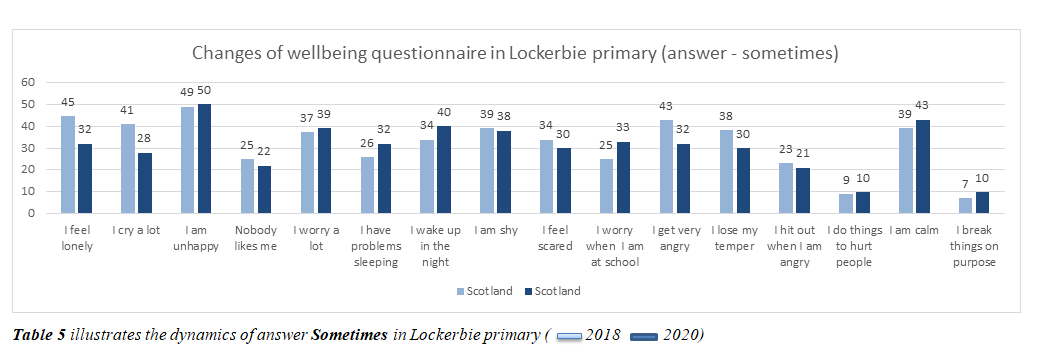 Changes of wellbeing questionnaire in Lockerbie primary (answer - sometimes)
60
50
40
30
20
10
0
45 32 41 28 49 50 25 22 37 39 26 32 34 40 39 38 34 30 25 33 43 32 38 30 23 21 9 10 39 43 7 10
I feel lonely
I cry a lot
I am unhappy
Nobody likes me
I worry a lot
I have problems sleeping
I wake up in the night
I am shy
I feel scared
I worry when I am at school
I get very angry
I lose my temper
I hit out when I am angry
I do things to hurt people
I am calm
I break things on purpose
Scotland Scotland
Table 5 illustrates the dynamics of answer Sometimes in Lockerbie primary ( 2018 2020)